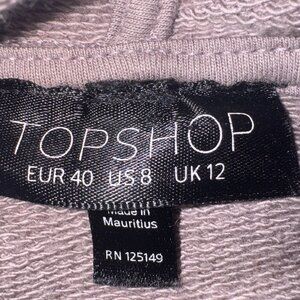 TOPSHOP
EUR 40 US 8 UK 12
Made in
Mauritius
RN 125149